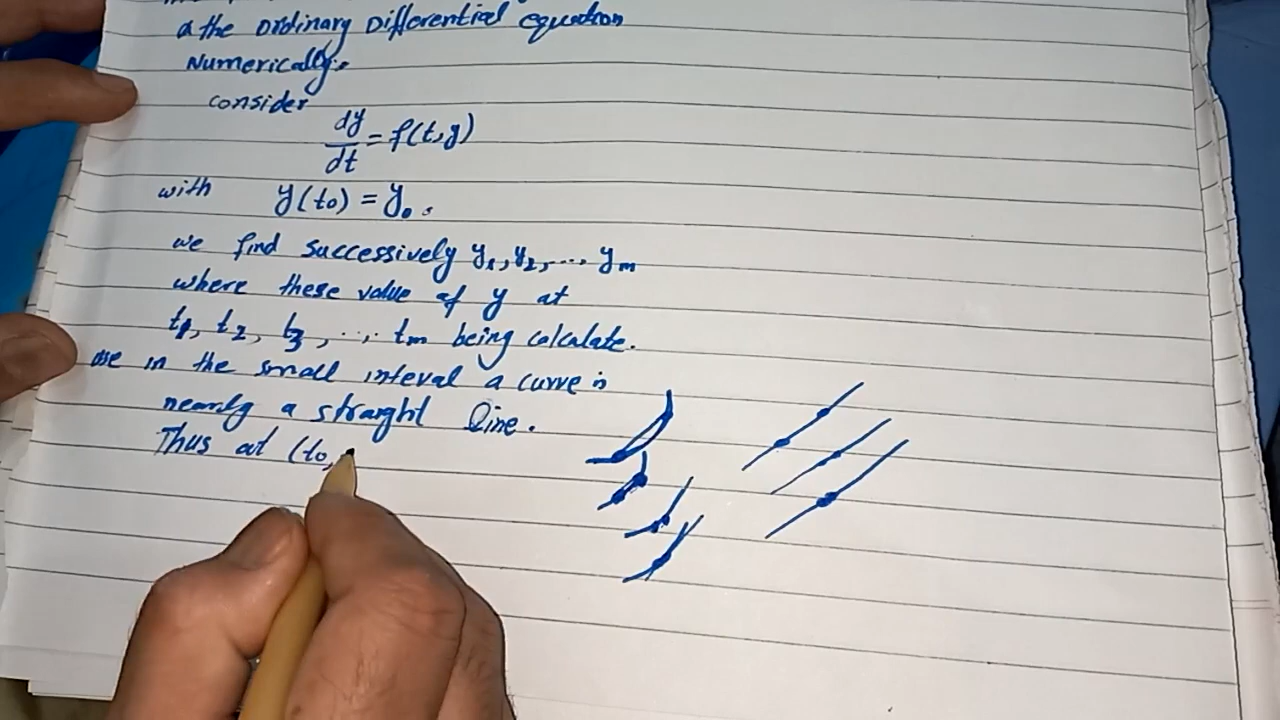 a the ordinary Differential equation
Numerically.
consider
dy/dt = f(t,y)
with y(t0) = y0.
we find successively y1, y2, ... ym
where these value of y at
t1, t2, t3, ..., tm being calculate.
in the small inteval a curve is
nearly a straight line.
Thus at (t0,